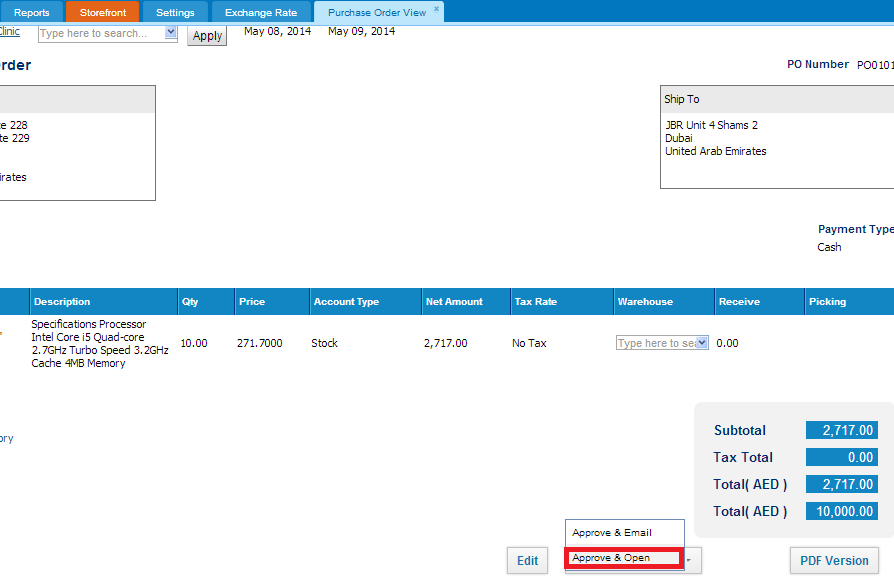 Reports Storefront Settings Exchange Rate Purchase Order View ×
Clinic Type here to search... Apply May 08, 2014 May 09, 2014
rder PO Number PO0101
Ship To
te 228 JBR Unit 4 Shams 2
te 229 Dubai
United Arab Emirates
irates
Payment Type
Cash
Description Qty Price Account Type Net Amount Tax Rate Warehouse Receive Picking
Specifications Processor
Intel Core i5 Quad-core
2.7GHz Turbo Speed 3.2GHz
Cache 4MB Memory
10.00 271.7000 Stock 2,717.00 No Tax Type here to sea 0.00
ory
Subtotal 2,717.00
Tax Total 0.00
Total( AED ) 2,717.00
Total( AED ) 10,000.00
Approve & Email
Edit Approve & Open PDF Version